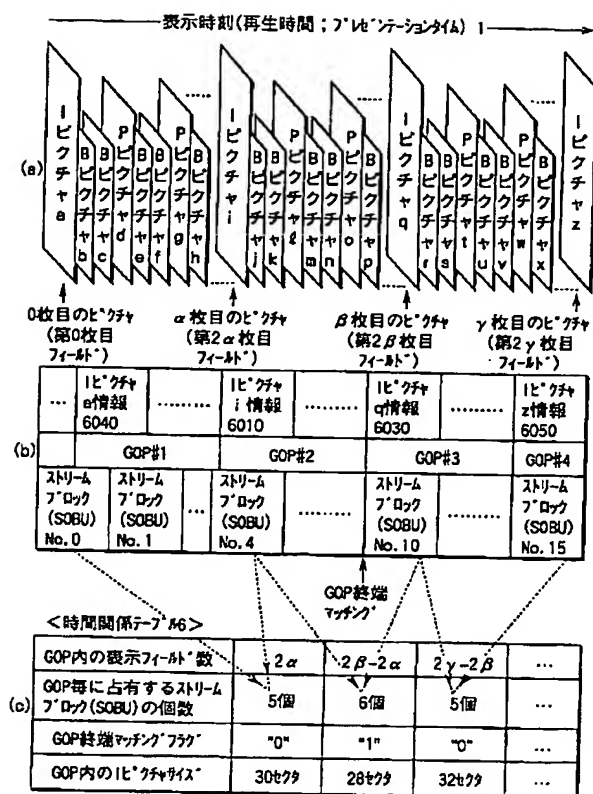 表示時刻(再生時間;プレゼンテーションタイム) 1
(a)
Iピクチャa
Bピクチャb
Bピクチャc
Pピクチャd
Bピクチャe
Bピクチャf
Pピクチャg
Bピクチャh
……
Iピクチャi
Bピクチャj
Bピクチャk
Pピクチャℓ
Bピクチャm
Bピクチャn
Pピクチャo
Bピクチャp
……
Iピクチャq
Bピクチャr
Bピクチャs
Pピクチャt
Bピクチャu
Bピクチャv
Pピクチャw
Bピクチャx
……
Iピクチャz
0枚目のピクチャ
(第0枚目
フィールド)
α枚目のピクチャ
(第2α枚目
フィールド)
β枚目のピクチャ
(第2β枚目
フィールド)
γ枚目のピクチャ
(第2γ枚目
フィールド)
(b)
…
Iピクチャ
a情報
6040
………
Iピクチャ
i情報
6010
………
Iピクチャ
q情報
6030
………
Iピクチャ
z情報
6050
GOP#1
GOP#2
GOP#3
GOP#4
ストリーム
ブロック
(SOBU)
No.0
ストリーム
ブロック
(SOBU)
No.1
…
ストリーム
ブロック
(SOBU)
No.4
………
ストリーム
ブロック
(SOBU)
No.10
………
ストリーム
ブロック
(SOBU)
No.15
GOP終端
マッチング
<時間関係テーブル6>
(c)
GOP内の表示フィールド数 2α 2β-2α 2γ-2β …
GOP毎に占有するストリーム
ブロック(SOBU)の個数 5個 6個 5個 …
GOP終端マッチングフラグ "0" "1" "0" …
GOP内のIピクチャサイズ 30セクタ 28セクタ 32セクタ …